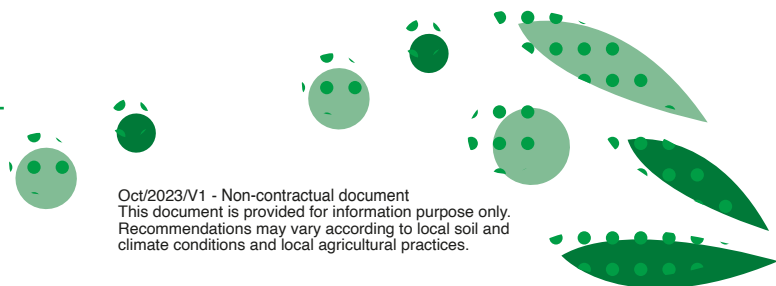 Oct/2023/V1 - Non-contractual document
This document is provided for information purpose only.
Recommendations may vary according to local soil and
climate conditions and local agricultural practices.